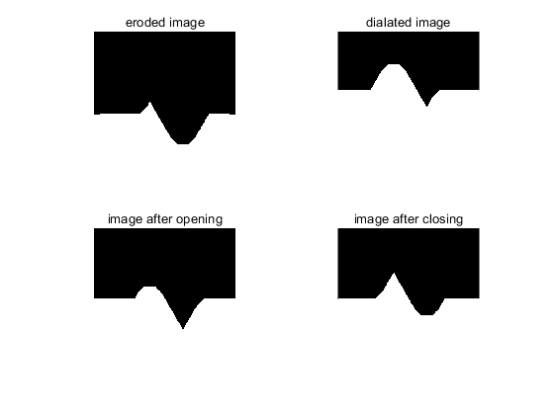 eroded image
dialated image
image after opening
image after closing